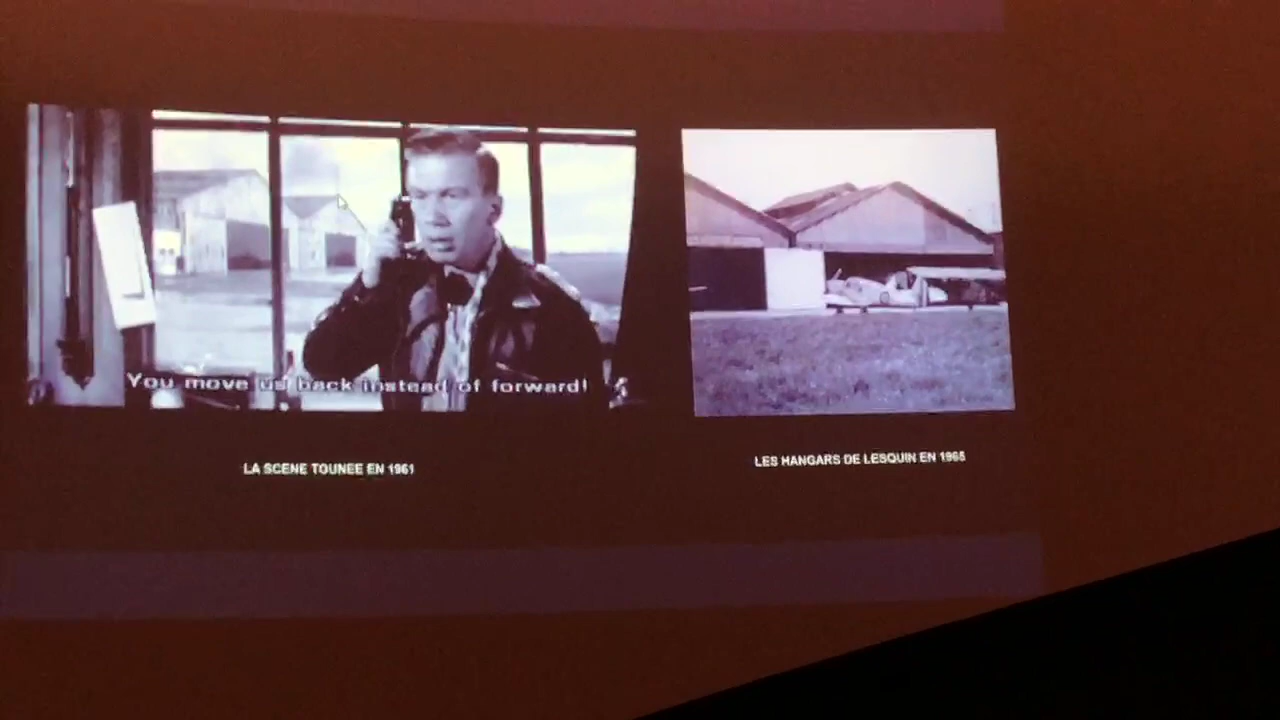 You move us back instead of forward!
LA SCENE TOUNEE EN 1961
LES HANGARS DE LESQUIN EN 1965